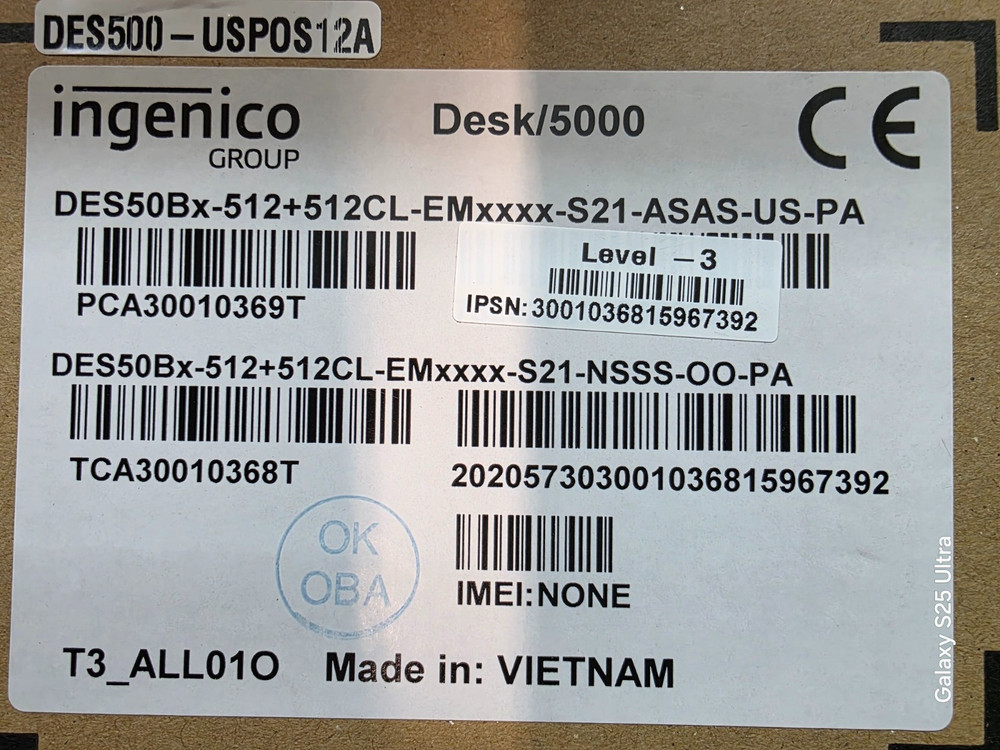 DES500-USPOS12A
ingenico
GROUP
Desk/5000
CE
DES50Bx-512+512CL-EMxxxx-S21-ASAS-US-PA
PCA30010369T
Level -3
IPSN:3001036815967392
DES50Bx-512+512CL-EMxxxx-S21-NSSS-OO-PA
TCA30010368T
202057303001036815967392
OK
OBA
IMEI:NONE
T3_ALL01O
Made in: VIETNAM
Galaxy S25 Ultra